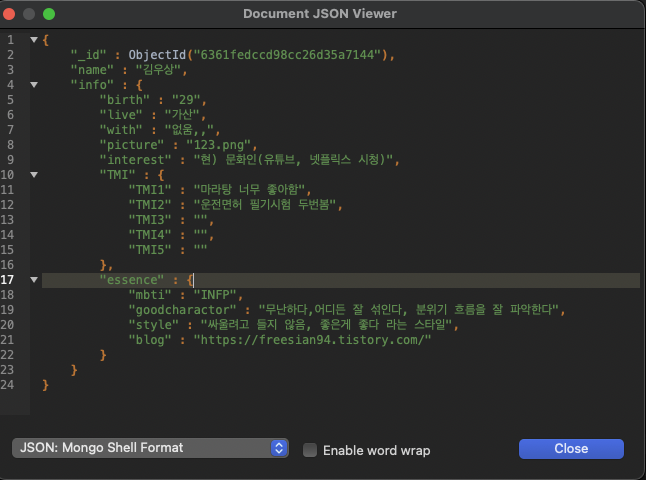 Document JSON Viewer
1 {
2 "_id" : ObjectId("6361fedccd98cc26d35a7144"),
3 "name" : "김우상",
4 "info" : {
5 "birth" : "29",
6 "live" : "가산",
7 "with" : "없움,,",
8 "picture" : "123.png",
9 "interest" : "현) 문화인(유튜브, 넷플릭스 시청)",
10 "TMI" : {
11 "TMI1" : "마라탕 너무 좋아함",
12 "TMI2" : "운전면허 필기시험 두번봄",
13 "TMI3" : "",
14 "TMI4" : "",
15 "TMI5" : ""
16 },
17 "essence" : {
18 "mbti" : "INFP",
19 "goodcharactor" : "무난하다,어디든 잘 섞인다, 분위기 흐름을 잘 파악한다",
20 "style" : "싸울려고 들지 않음, 좋은게 좋다 라는 스타일",
21 "blog" : "https://freesian94.tistory.com/"
22 }
23 }
24 }
JSON: Mongo Shell Format
Enable word wrap
Close